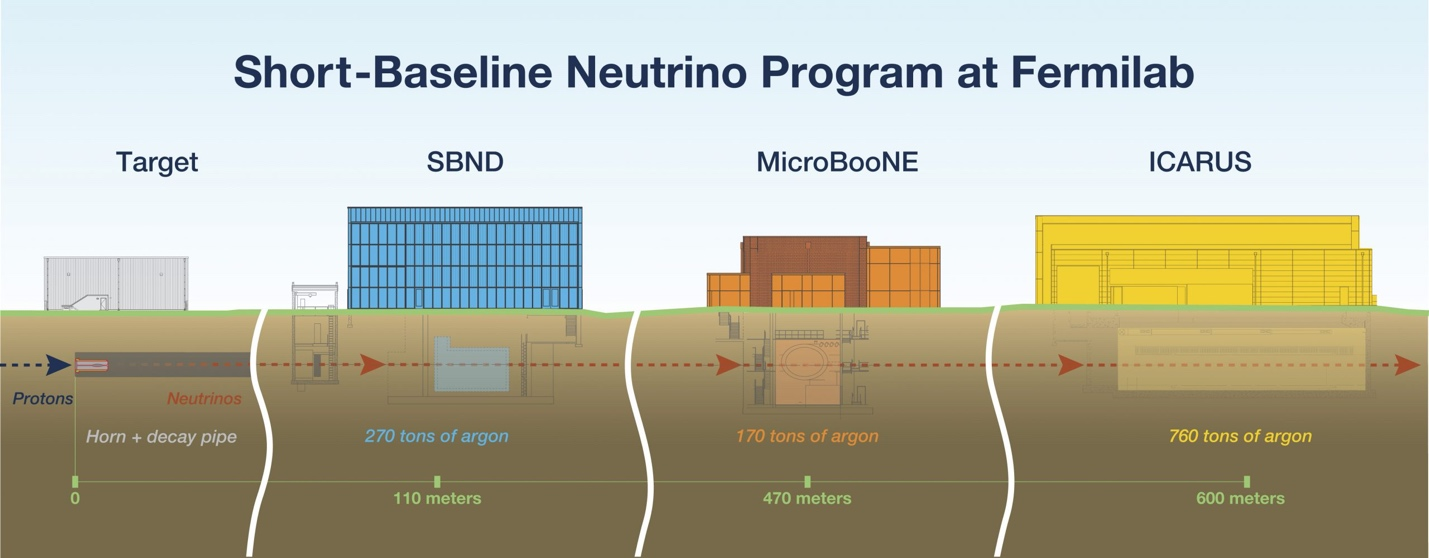 Short-Baseline Neutrino Program at Fermilab
Target
SBND
MicroBooNE
ICARUS
Protons
Neutrinos
Horn + decay pipe
270 tons of argon
170 tons of argon
760 tons of argon
0
110 meters
470 meters
600 meters